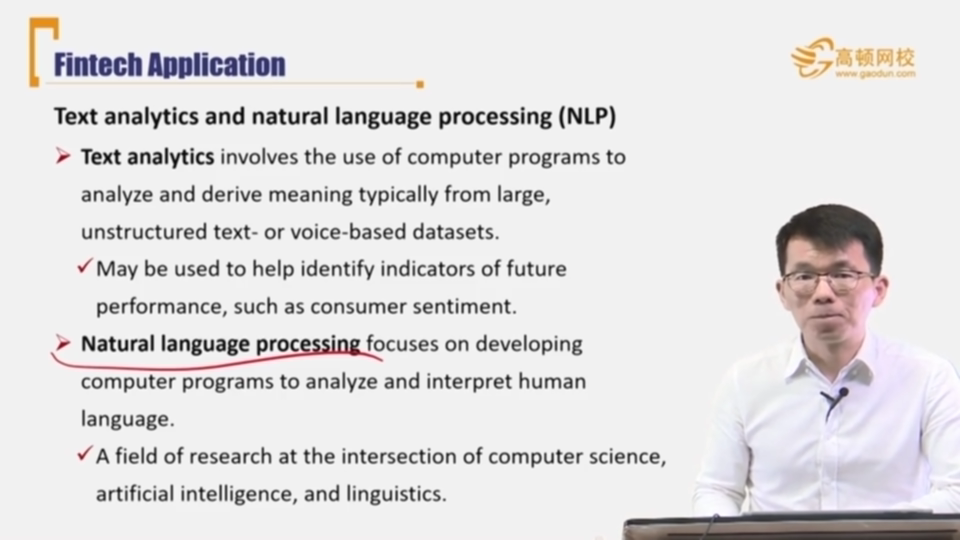 Fintech Application
高顿网校
www.gaodun.com
Text analytics and natural language processing (NLP)
Text analytics involves the use of computer programs to
analyze and derive meaning typically from large,
unstructured text- or voice-based datasets.
May be used to help identify indicators of future
performance, such as consumer sentiment.
Natural language processing focuses on developing
computer programs to analyze and interpret human
language.
A field of research at the intersection of computer science,
artificial intelligence, and linguistics.